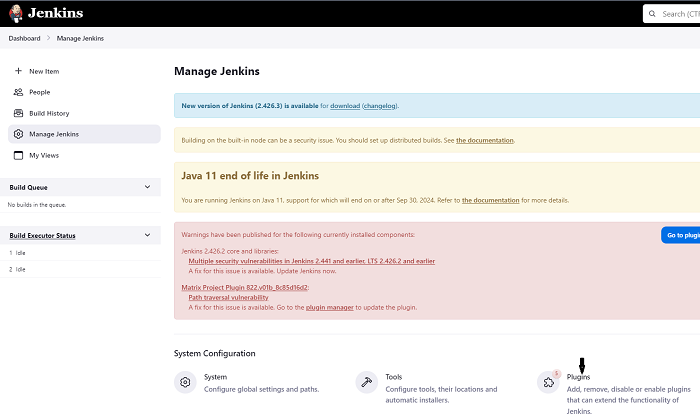 Jenkins
Search (CT
Dashboard > Manage Jenkins
New Item
People
Build History
Manage Jenkins
My Views
Build Queue
No builds in the queue.
Build Executor Status
1 Idle
2 Idle
Manage Jenkins
New version of Jenkins (2.426.3) is available for download (changelog).
Building on the built-in node can be a security issue. You should set up distributed builds. See the documentation.
Java 11 end of life in Jenkins
You are running Jenkins on Java 11, support for which will end on or after Sep 30, 2024. Refer to the documentation for more details.
Warnings have been published for the following currently installed components:
Go to plugin
Jenkins 2.426.2 core and libraries:
Multiple security vulnerabilities in Jenkins 2.441 and earlier, LTS 2.426.2 and earlier
A fix for this issue is available. Update Jenkins now.
Matrix Project Plugin 822.v01b_8c85d16d2:
Path traversal vulnerability
A fix for this issue is available. Go to the plugin manager to update the plugin.
System Configuration
System
Configure global settings and paths.
Tools
Configure tools, their locations and
automatic installers.
5
Plugins
Add, remove, disable or enable plugins
that can extend the functionality of
Jenkins.